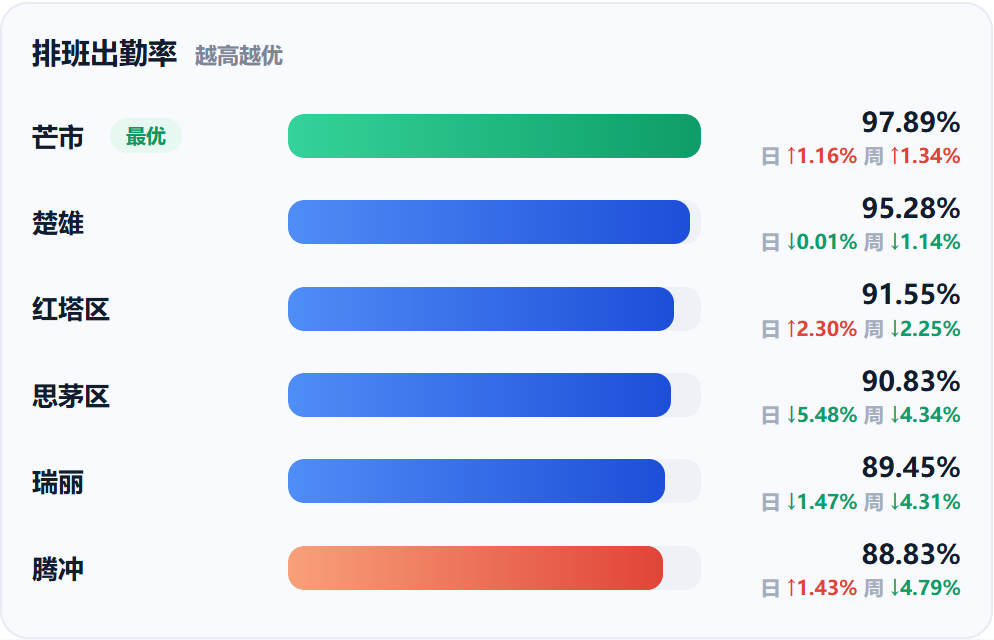 排班出勤率 越高越优
芒市 最优 97.89%
日 ↑1.16% 周 ↑1.34%
楚雄 95.28%
日 ↓0.01% 周 ↓1.14%
红塔区 91.55%
日 ↑2.30% 周 ↓2.25%
思茅区 90.83%
日 ↓5.48% 周 ↓4.34%
瑞丽 89.45%
日 ↓1.47% 周 ↓4.31%
腾冲 88.83%
日 ↑1.43% 周 ↓4.79%